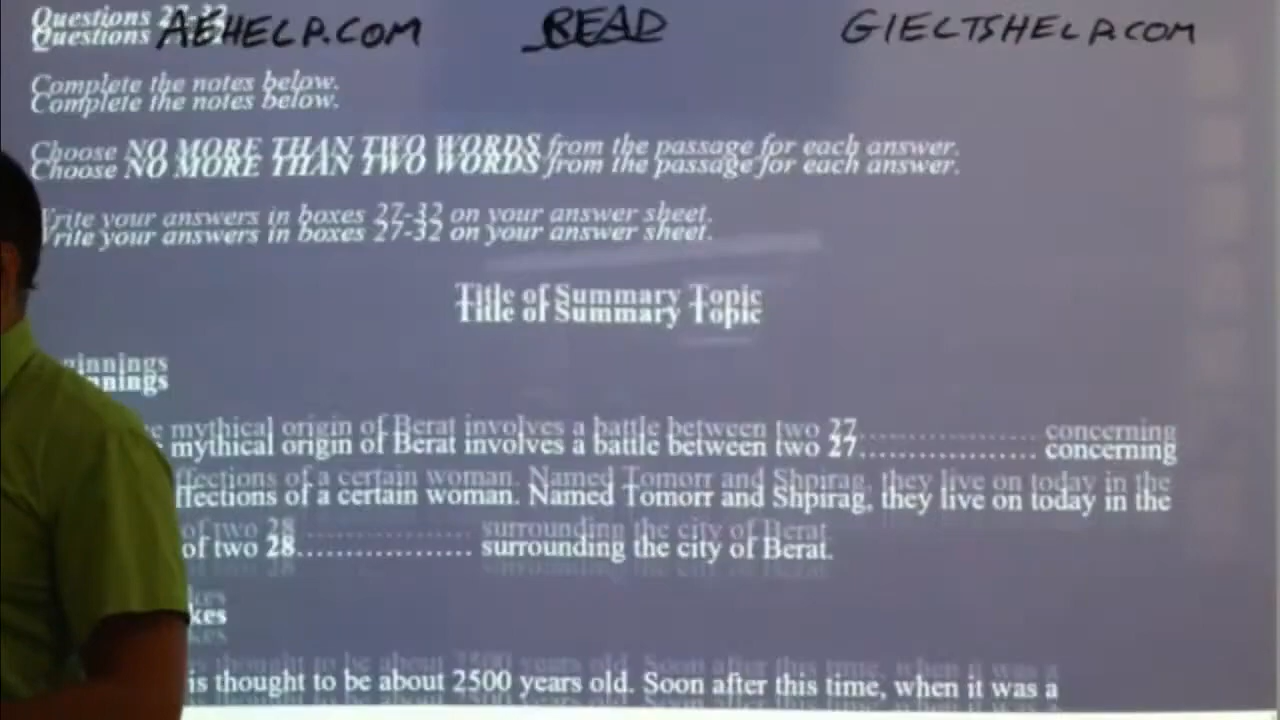 AEHELP.COM READ GIELTSHELP.COM
Questions 27-32
Complete the notes below.
Choose NO MORE THAN TWO WORDS from the passage for each answer.
Write your answers in boxes 27-32 on your answer sheet.
Title of Summary Topic
mythical origin of Berat involves a battle between two 27.................... concerning
of a certain woman. Named Tomorr and Shpirag, they live on today in the
of two 28.................... surrounding the city of Berat.
is thought to be about 2500 years old. Soon after this time, when it was a